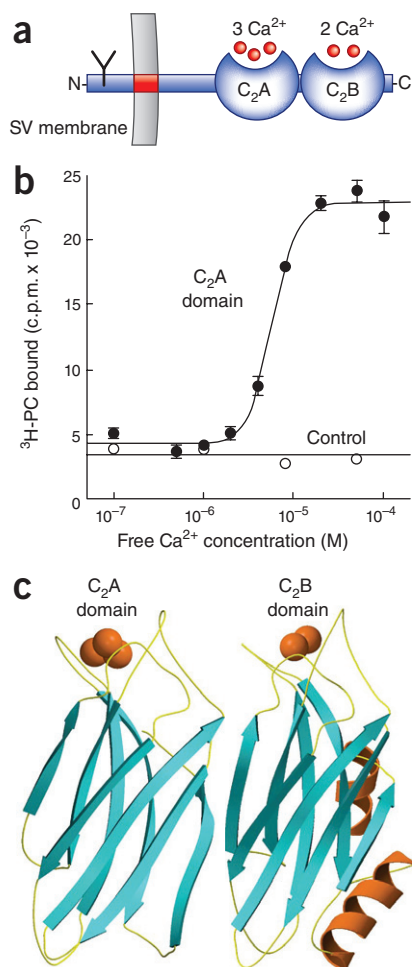 a
3 Ca²⁺ 2 Ca²⁺
N- C₂A C₂B -C
SV membrane
b
25
20
15
10
5
0
³H-PC bound (c.p.m. x 10⁻³)
C₂A
domain
Control
10⁻⁷ 10⁻⁶ 10⁻⁵ 10⁻⁴
Free Ca²⁺ concentration (M)
c
C₂A C₂B
domain domain